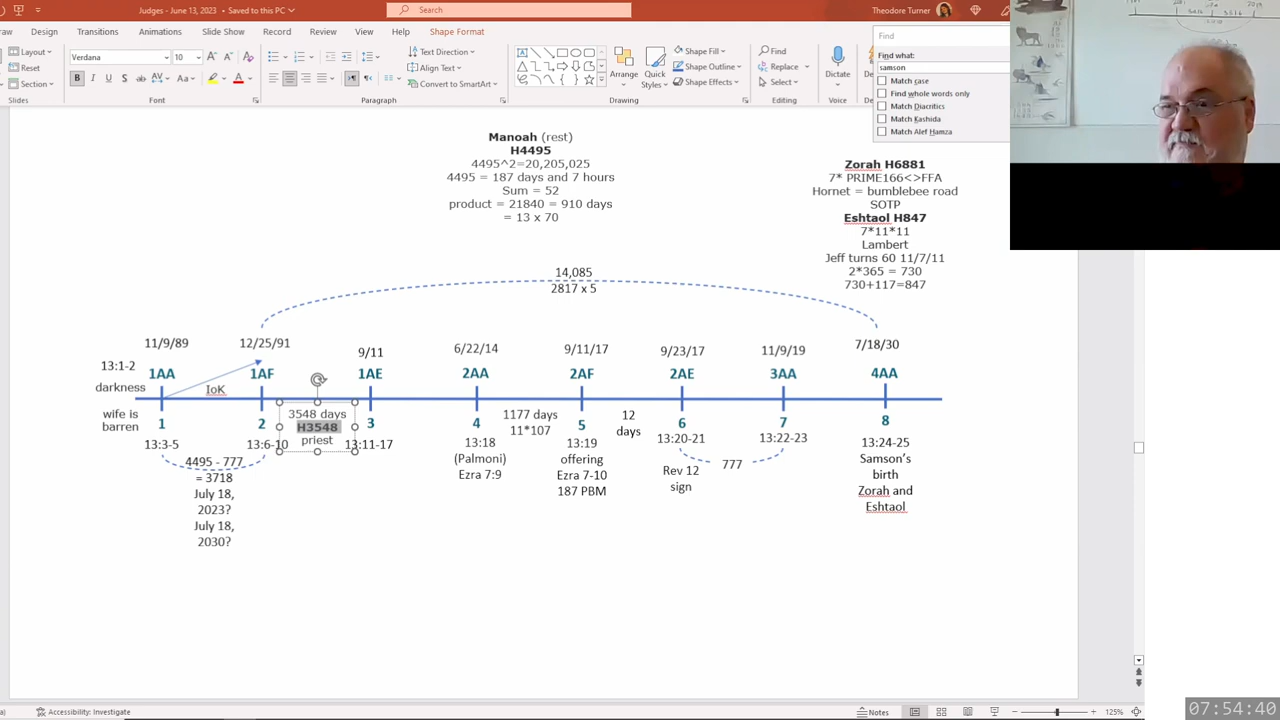 Judges - June 13, 2023 • Saved to this PC
Search
Theodore Turner
Design
Transitions
Animations
Slide Show
Record
Review
View
Help
Shape Format
Layout
Reset
Section
Slides
Verdana
10
Font
Text Direction
Align Text
Paragraph
Arrange
Quick
Styles
Shape Fill
Shape Outline
Shape Effects
Drawing
Find
Replace
Select
Editing
Dictate
Voice
Find
Find what:
samson
Match case
Find whole words only
Match Diacritics
Match Kashida
Match Alef Hamza
Manoah (rest)
H4495
4495^2=20,205,025
4495 = 187 days and 7 hours
Sum = 52
product = 21840 = 910 days
= 13 x 70
Zorah H6881
7* PRIME166<>FFA
Hornet = bumblebee road
SOTP
Eshtaol H847
7*11*11
Lambert
Jeff turns 60 11/7/11
2*365 = 730
730+117=847
14,085
2817 x 5
11/9/89
12/25/91
9/11
6/22/14
9/11/17
9/23/17
11/9/19
7/18/30
13:1-2
darkness
1AA
1AF
1AE
2AA
2AF
2AE
3AA
4AA
IoK
wife is
barren
1
2
3
4
5
6
7
8
3548 days
H3548
priest
1177 days
11*107
12
days
13:3-5
13:6-10
13:11-17
13:18
(Palmoni)
Ezra 7:9
13:19
offering
Ezra 7-10
187 PBM
13:20-21
13:22-23
777
Rev 12
sign
13:24-25
Samson's
birth
Zorah and
Eshtaol
4495 - 777
= 3718
July 18,
2023?
July 18,
2030?
Accessibility: Investigate
Notes
125%
07:54:40